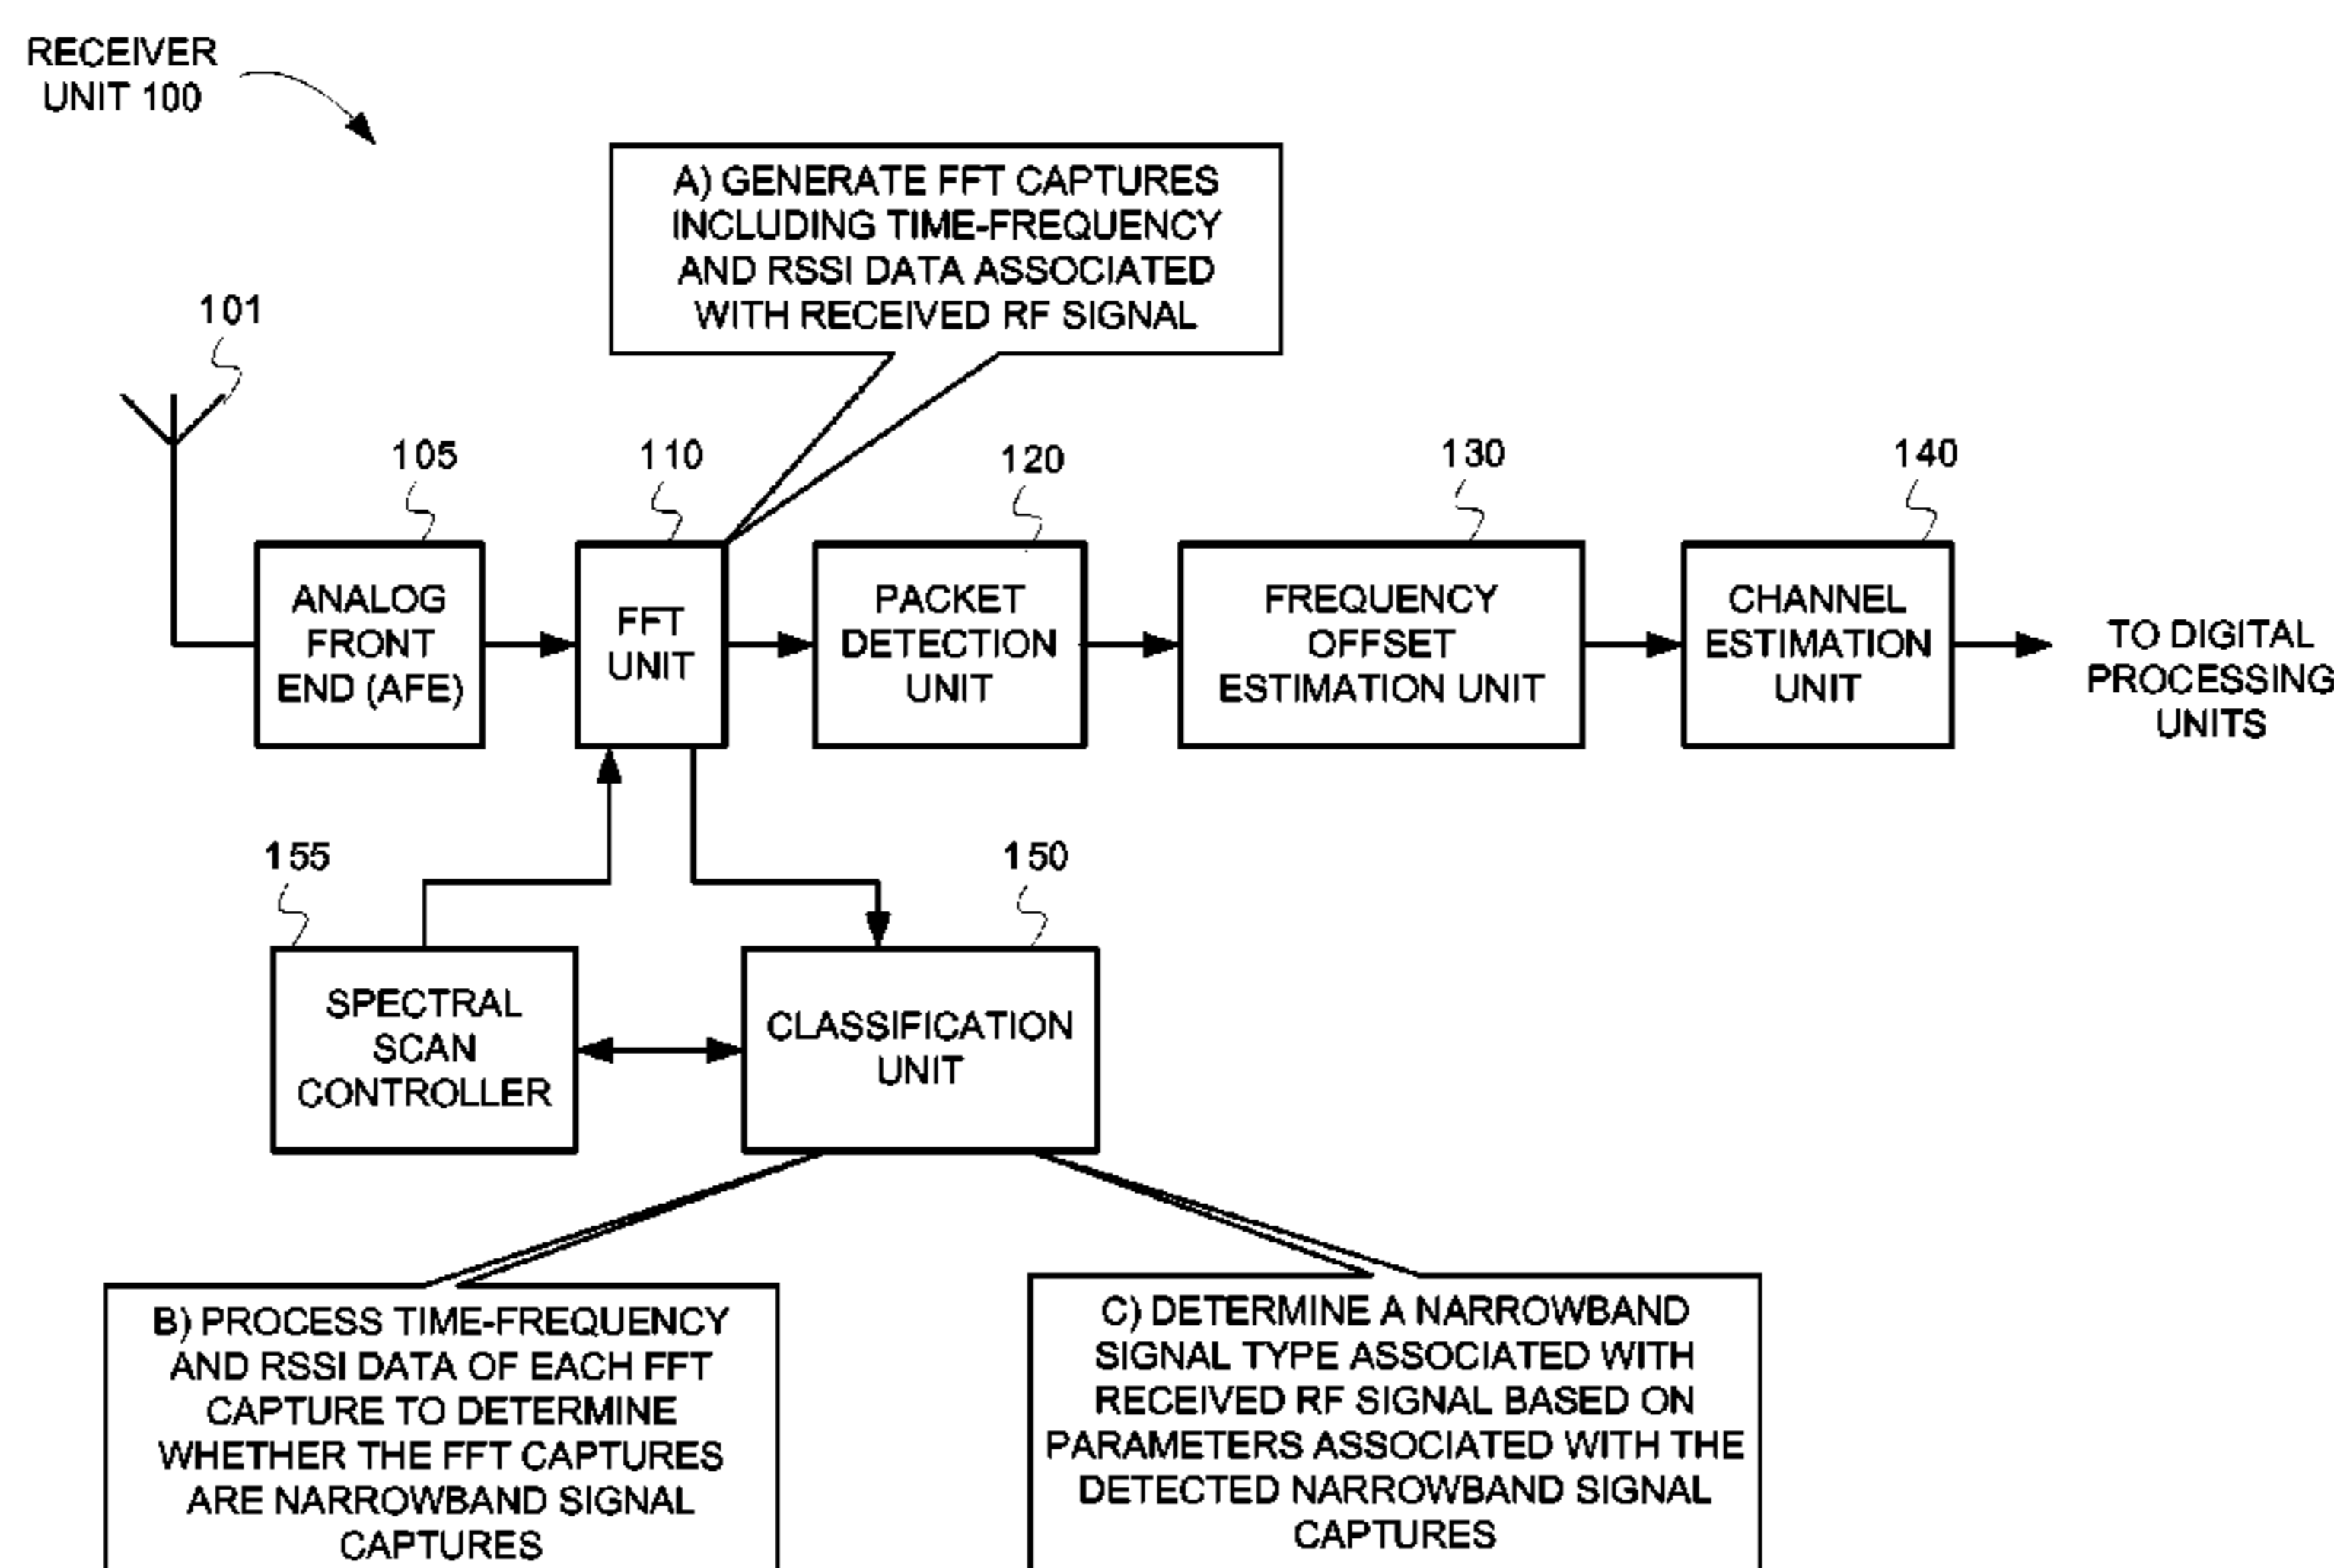 RECEIVER
UNIT 100
A) GENERATE FFT CAPTURES
INCLUDING TIME-FREQUENCY
AND RSSI DATA ASSOCIATED
WITH RECEIVED RF SIGNAL
101
105
110
120
130
140
ANALOG
FRONT
END (AFE)
FFT
UNIT
PACKET
DETECTION
UNIT
FREQUENCY
OFFSET
ESTIMATION UNIT
CHANNEL
ESTIMATION
UNIT
TO DIGITAL
PROCESSING
UNITS
155
150
SPECTRAL
SCAN
CONTROLLER
CLASSIFICATION
UNIT
B) PROCESS TIME-FREQUENCY
AND RSSI DATA OF EACH FFT
CAPTURE TO DETERMINE
WHETHER THE FFT CAPTURES
ARE NARROWBAND SIGNAL
CAPTURES
C) DETERMINE A NARROWBAND
SIGNAL TYPE ASSOCIATED WITH
RECEIVED RF SIGNAL BASED ON
PARAMETERS ASSOCIATED WITH THE
DETECTED NARROWBAND SIGNAL
CAPTURES